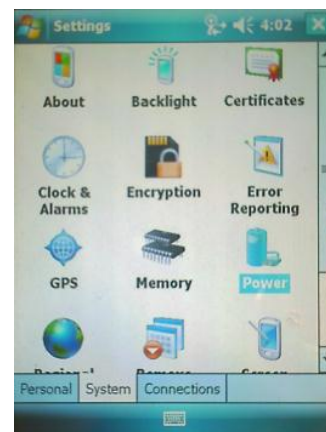 Settings 4:02
About Backlight Certificates
Clock & Encryption Error
Alarms Reporting
GPS Memory Power
Personal System Connections